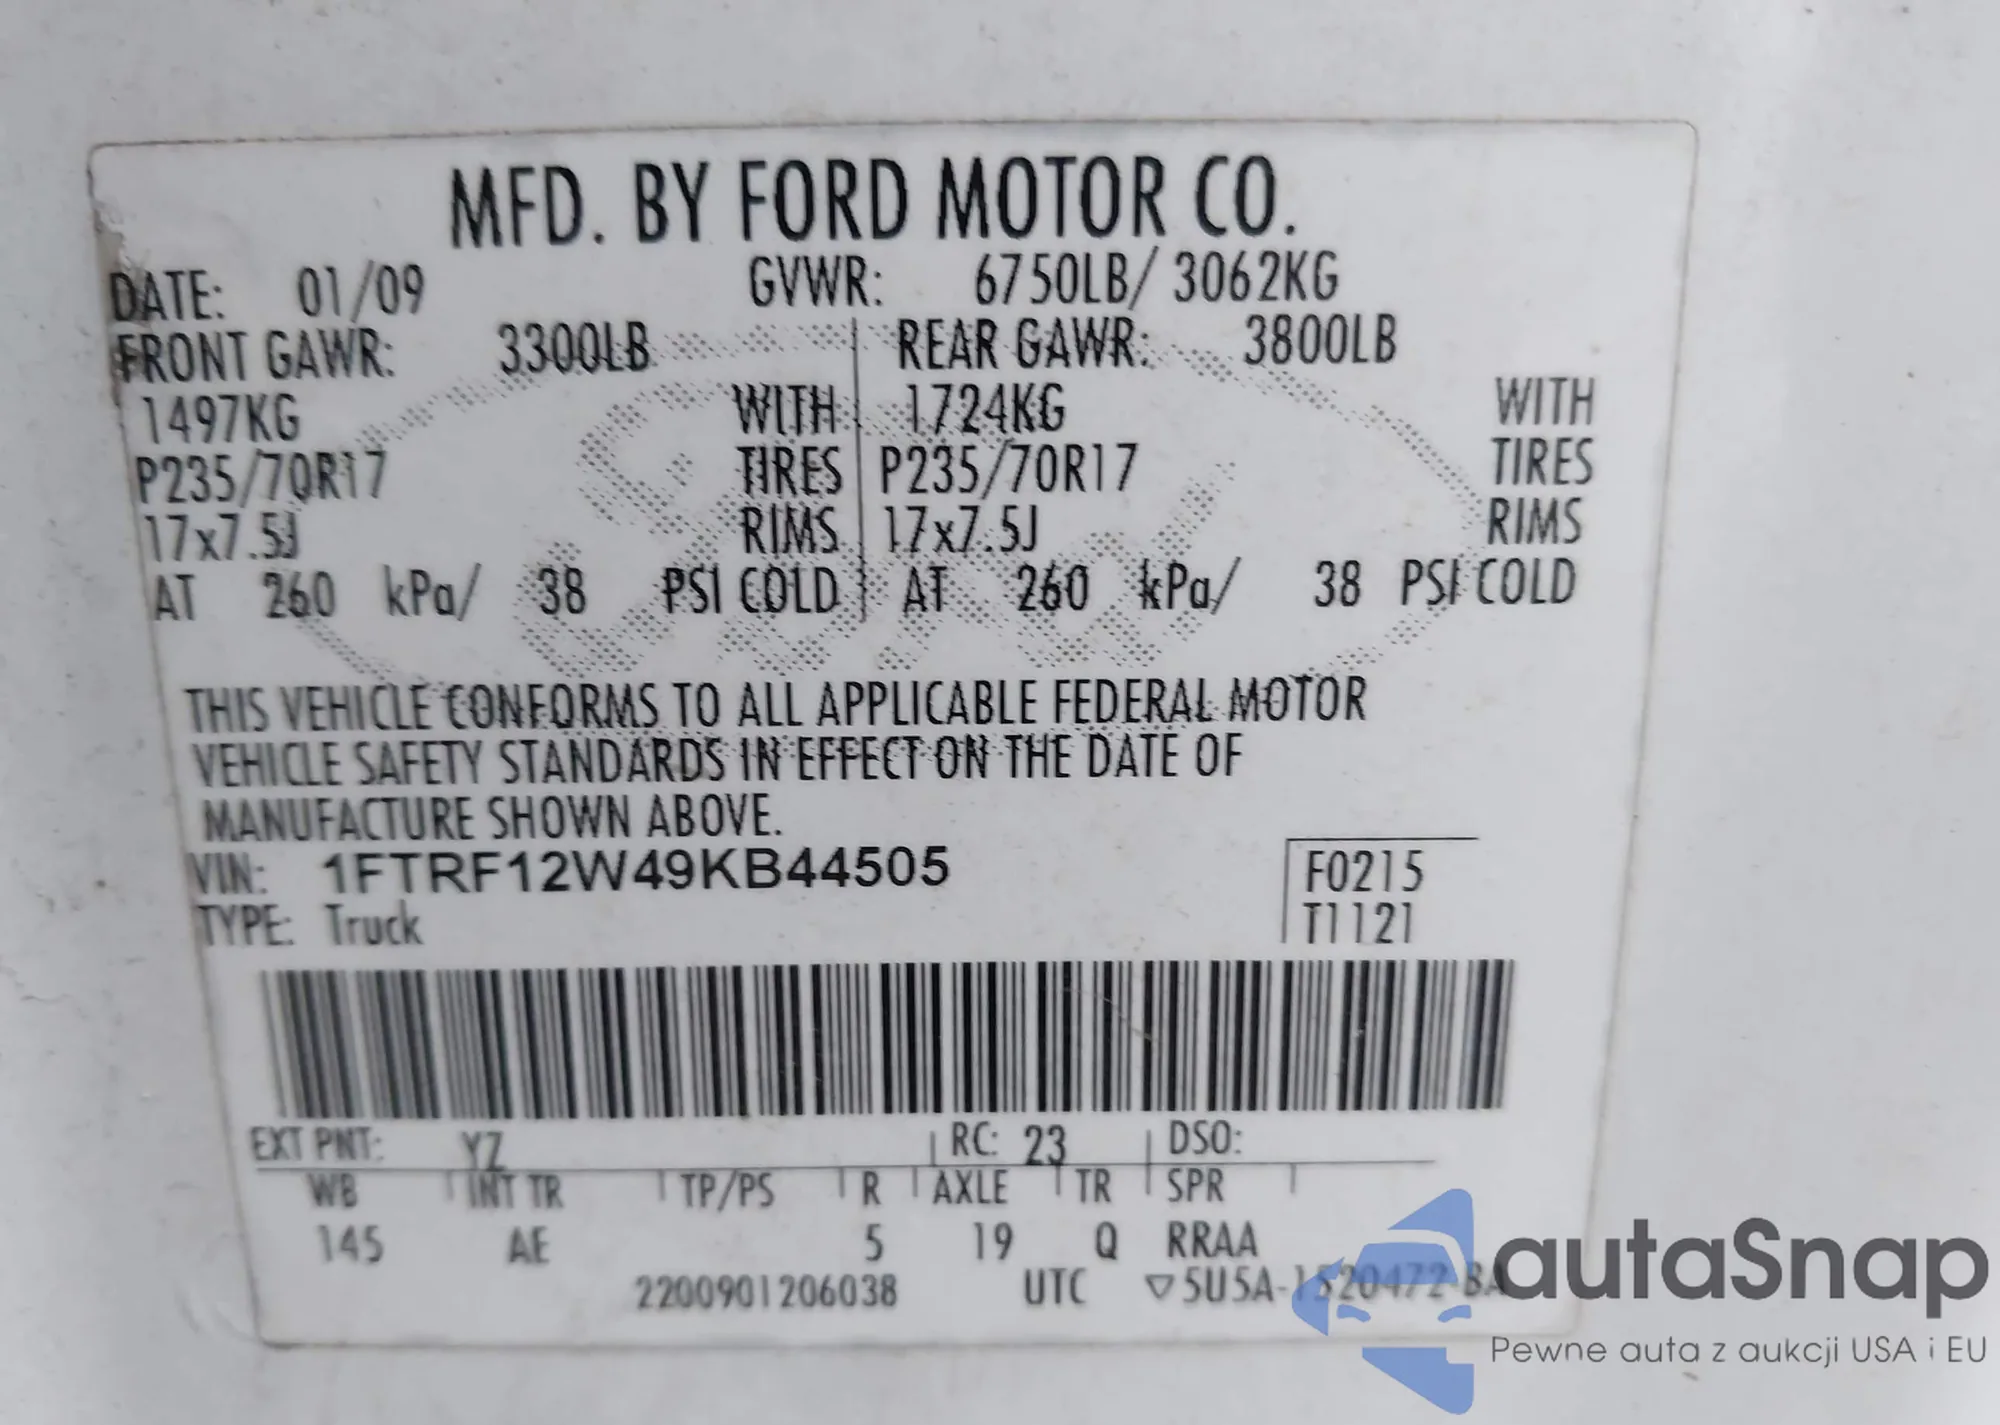 MFD. BY FORD MOTOR CO.
DATE: 01/09 GVWR: 6750LB/ 3062KG
FRONT GAWR: 3300LB REAR GAWR: 3800LB
1497KG WITH 1724KG WITH
P235/70R17 TIRES P235/70R17 TIRES
17x7.5J RIMS 17x7.5J RIMS
AT 260 kPa/ 38 PSI COLD AT 260 kPa/ 38 PSI COLD
THIS VEHICLE CONFORMS TO ALL APPLICABLE FEDERAL MOTOR
VEHICLE SAFETY STANDARDS IN EFFECT ON THE DATE OF
MANUFACTURE SHOWN ABOVE.
VIN: 1FTRF12W49KB44505 F0215
TYPE: Truck T1121
EXT PNT: YZ RC: 23 DSO:
WB INT TR TP/PS R AXLE TR SPR
145 AE 5 19 Q RRAA
2200901206038 UTC ▽5U5A-1520472-BA
autaSnap
Pewne auta z aukcji USA i EU